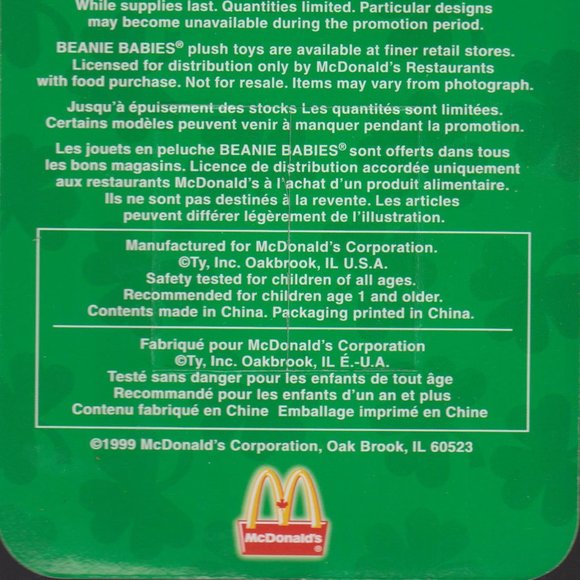 While supplies last. Quantities limited. Particular designs
may become unavailable during the promotion period.
BEANIE BABIES® plush toys are available at finer retail stores.
Licensed for distribution only by McDonald's Restaurants
with food purchase. Not for resale. Items may vary from photograph.
Jusqu'à épuisement des stocks Les quantités sont limitées.
Certains modèles peuvent venir à manquer pendant la promotion.
Les jouets en peluche BEANIE BABIES® sont offerts dans tous
les bons magasins. Licence de distribution accordée uniquement
aux restaurants McDonald's à l'achat d'un produit alimentaire.
Ils ne sont pas destinés à la revente. Les articles
peuvent différer légèrement de l'illustration.
Manufactured for McDonald's Corporation.
©Ty, Inc. Oakbrook, IL U.S.A.
Safety tested for children of all ages.
Recommended for children age 1 and older.
Contents made in China. Packaging printed in China.
Fabriqué pour McDonald's Corporation
©Ty, Inc. Oakbrook, IL É.-U.A.
Testé sans danger pour les enfants de tout âge
Recommandé pour les enfants d'un an et plus
Contenu fabriqué en Chine Emballage imprimé en Chine
©1999 McDonald's Corporation, Oak Brook, IL 60523
McDonald's®